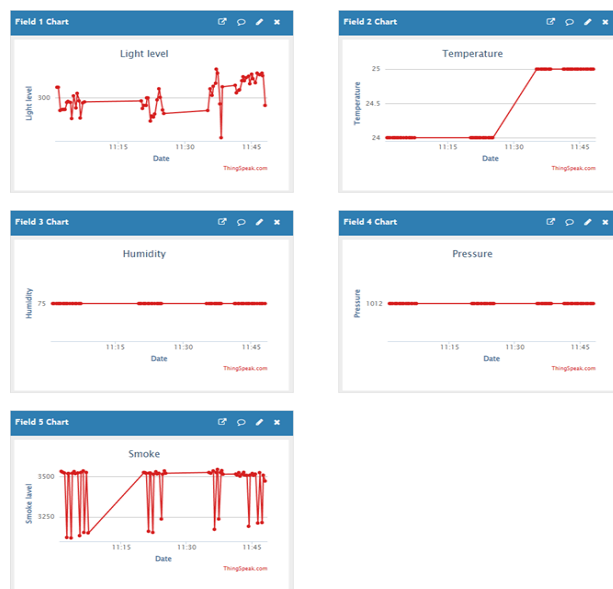 Field 1 Chart
Light level
Light level
300
11:15 11:30 11:45
Date
ThingSpeak.com
Field 2 Chart
Temperature
Temperature
25
24.5
24
11:15 11:30 11:45
Date
ThingSpeak.com
Field 3 Chart
Humidity
Humidity
75
11:15 11:30 11:45
Date
ThingSpeak.com
Field 4 Chart
Pressure
Pressure
1012
11:15 11:30 11:45
Date
ThingSpeak.com
Field 5 Chart
Smoke
Smoke lavel
3500
3250
11:15 11:30 11:45
Date
ThingSpeak.com